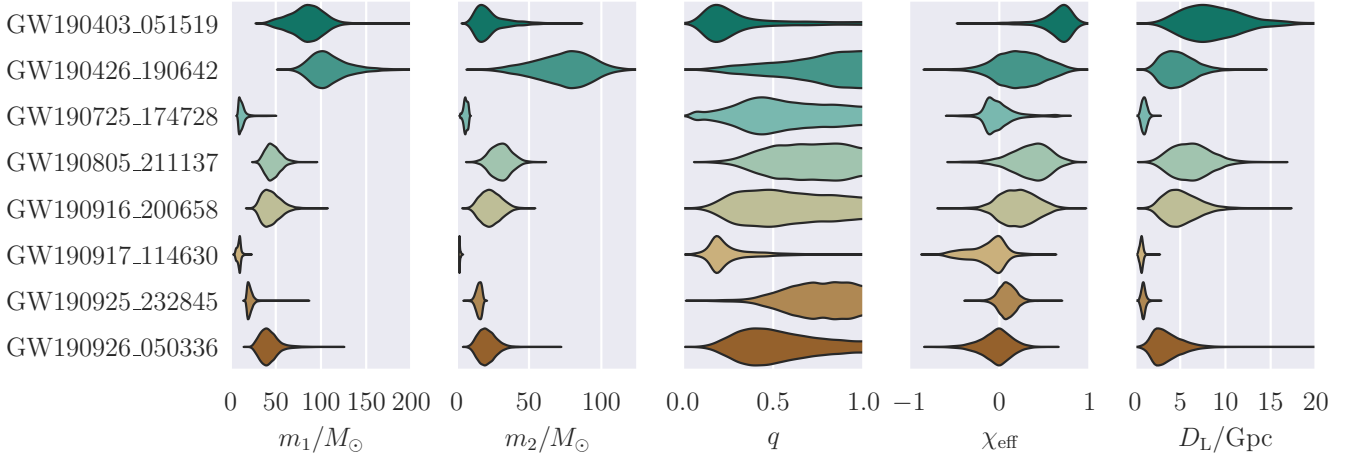 GW190403_051519
GW190426_190642
GW190725_174728
GW190805_211137
GW190916_200658
GW190917_114630
GW190925_232845
GW190926_050336
0 50 100 150 200 0 50 100 0.0 0.5 1.0 −1 0 1 0 5 10 15 20
m₁/M⊙ m₂/M⊙ q χeff D_L/Gpc